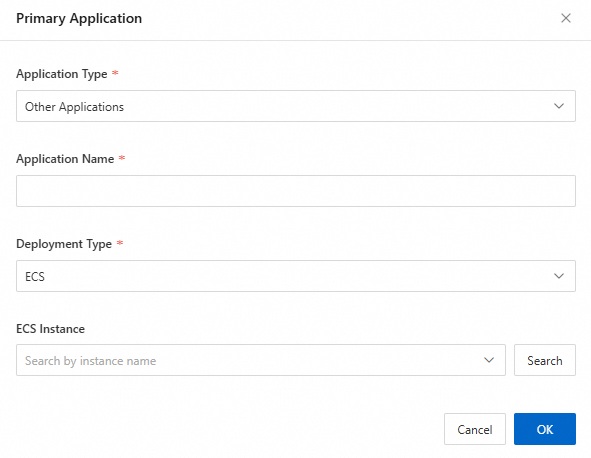 Primary Application
Application Type *
Other Applications
Application Name *
Deployment Type *
ECS
ECS Instance
Search by instance name
Search
Cancel
OK